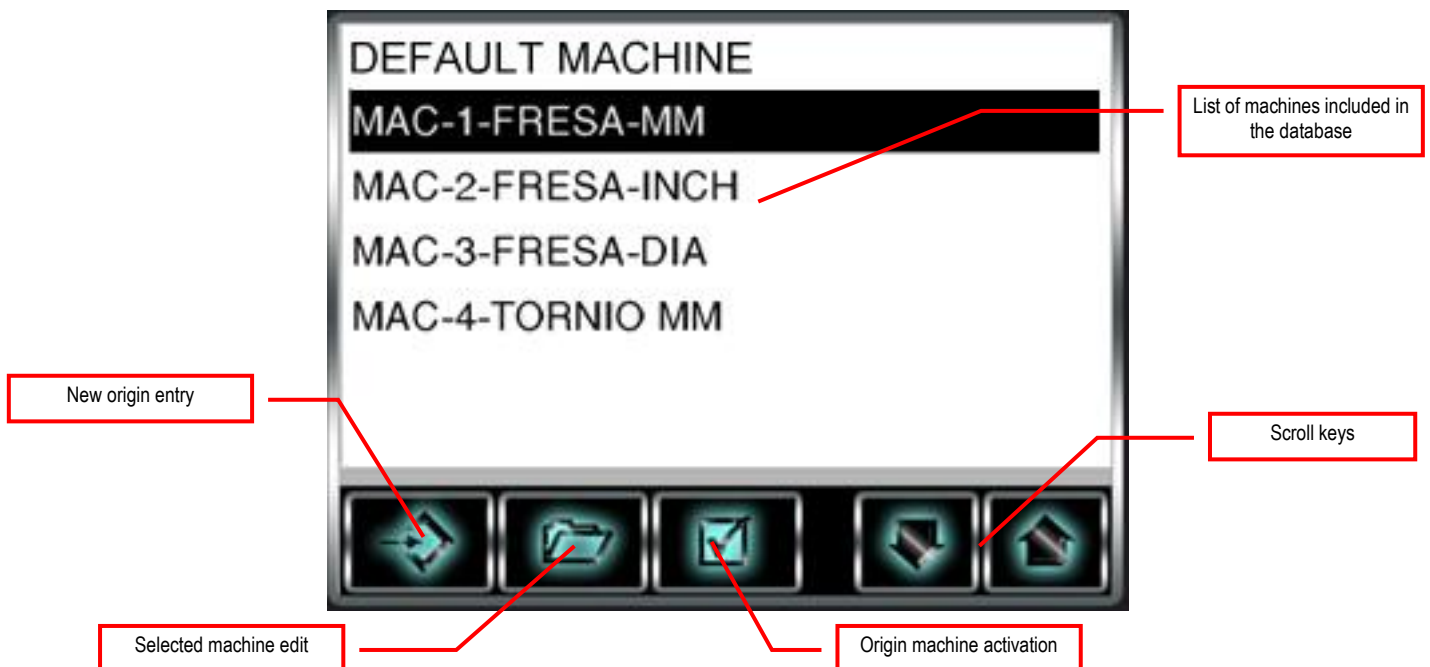 DEFAULT MACHINE
MAC-1-FRESA-MM
List of machines included in
the database
MAC-2-FRESA-INCH
MAC-3-FRESA-DIA
MAC-4-TORNIO MM
New origin entry
Scroll keys
Selected machine edit
Origin machine activation